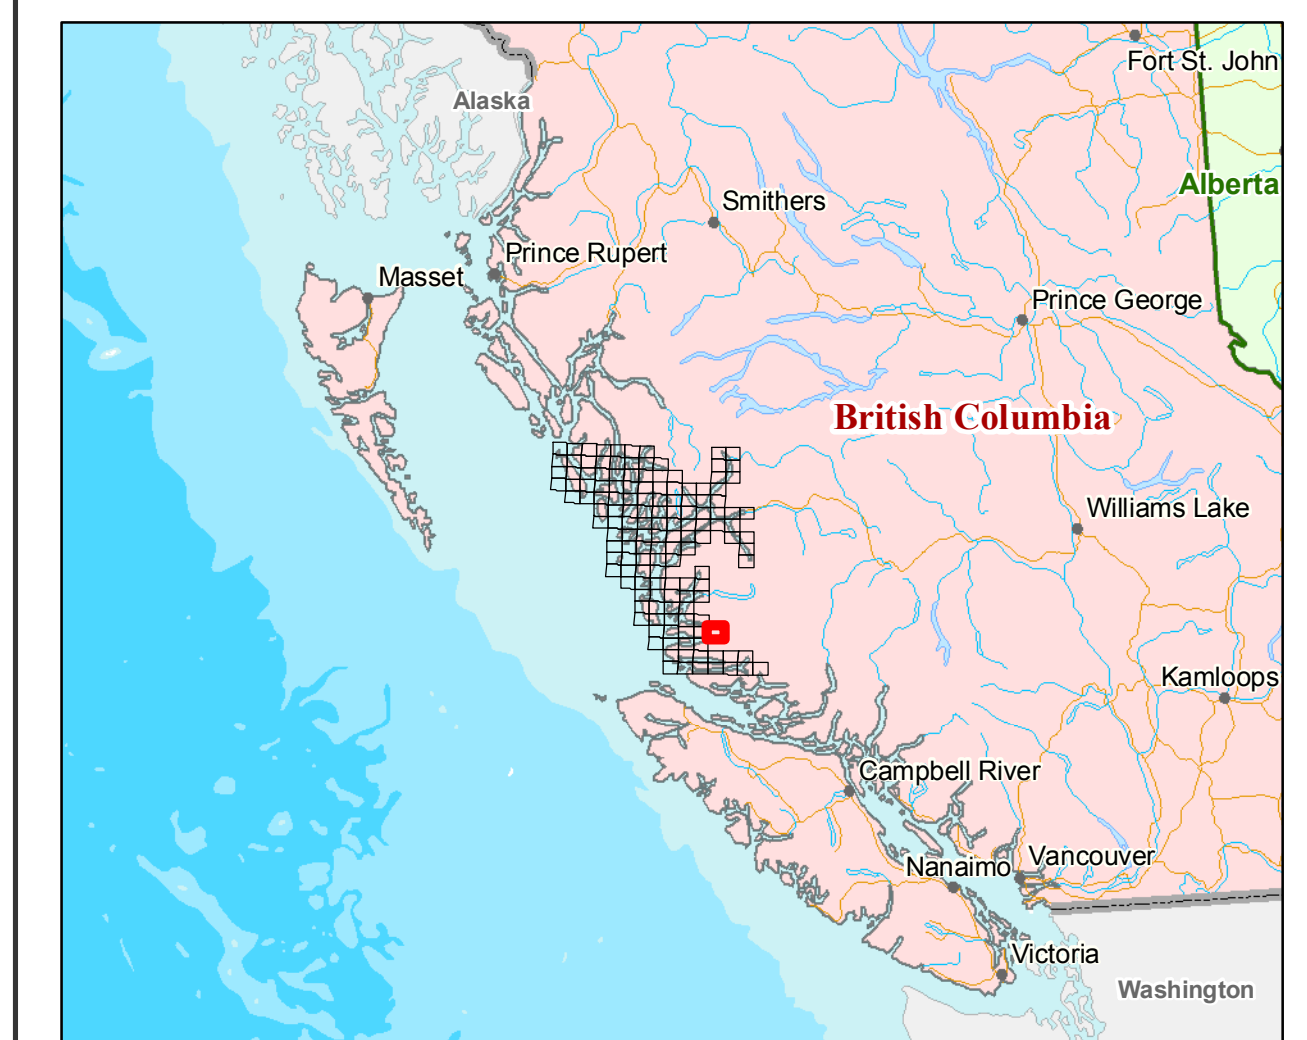 Fort St. John
Alaska
Alberta
Smithers
Prince Rupert
Masset
Prince George
British Columbia
Williams Lake
Kamloops
Campbell River
Vancouver
Nanaimo
Victoria
Washington